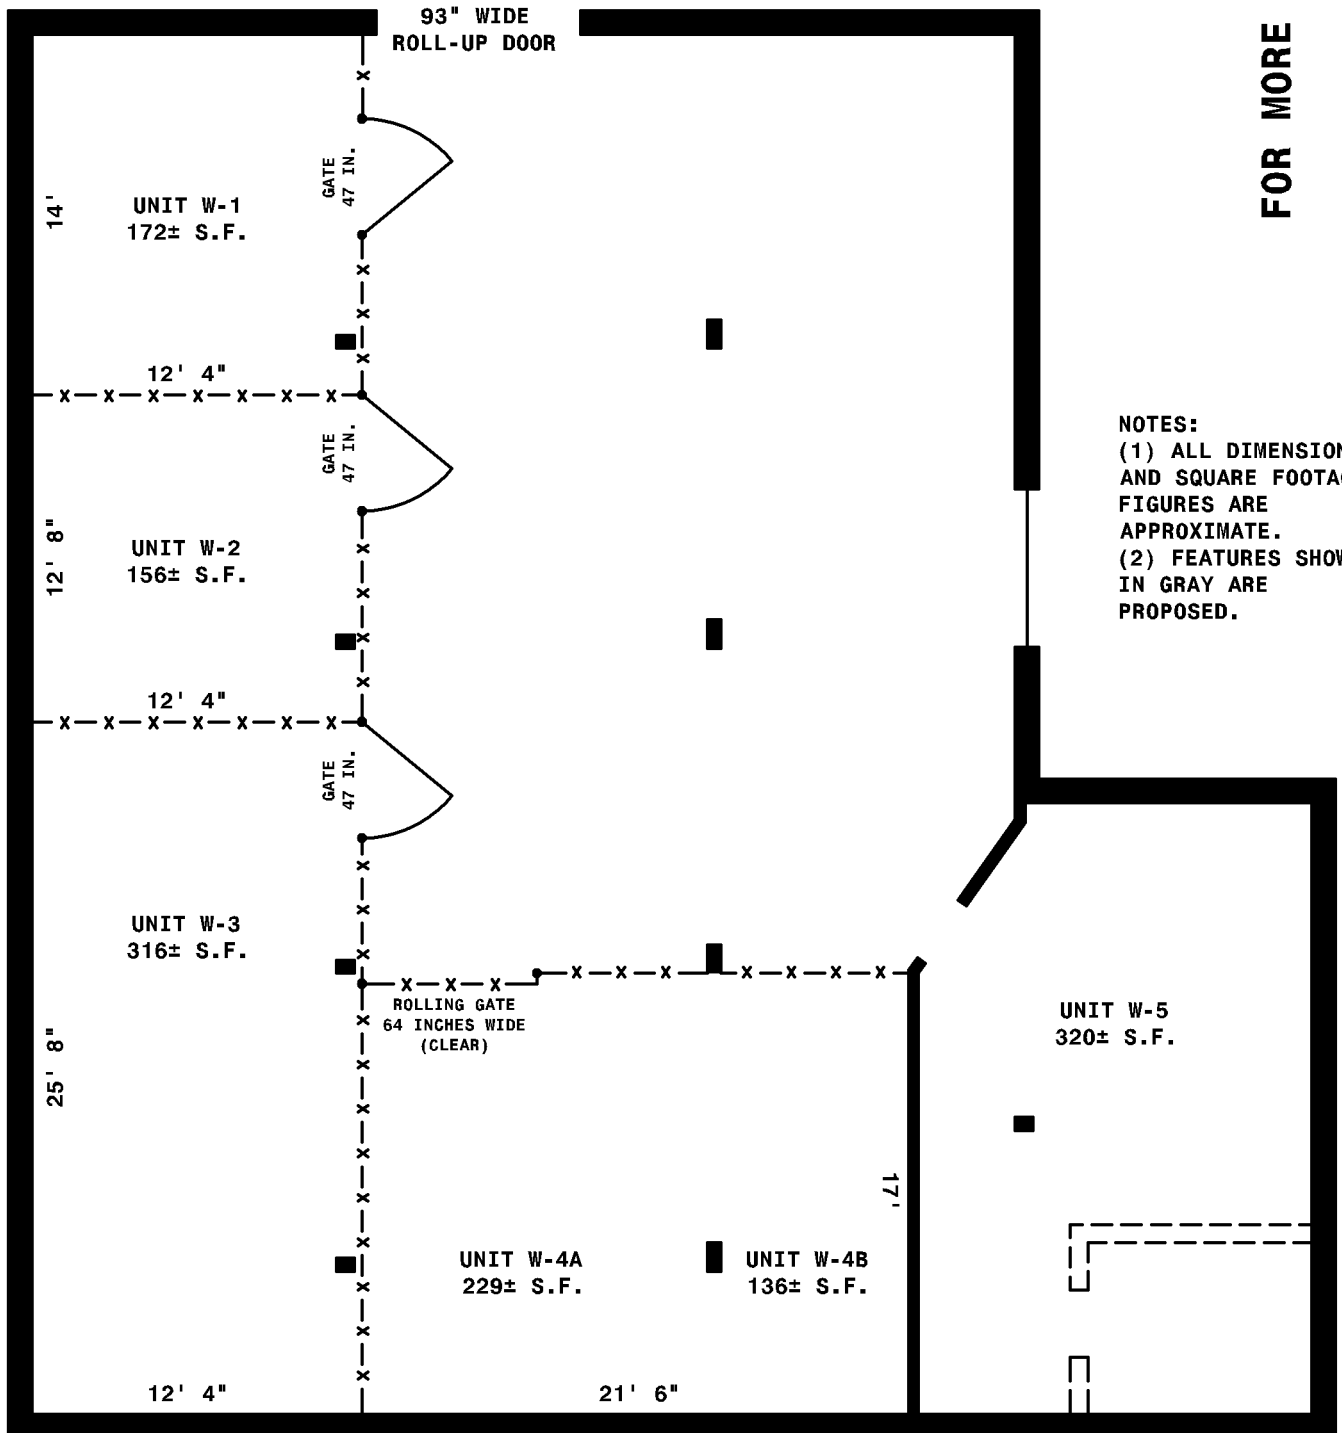 93" WIDE
ROLL-UP DOOR
FOR MORE
GATE
47 IN.
14'
UNIT W-1
172± S.F.
12' 4"
GATE
47 IN.
NOTES:
(1) ALL DIMENSION
AND SQUARE FOOTAG
FIGURES ARE
APPROXIMATE.
(2) FEATURES SHOW
IN GRAY ARE
PROPOSED.
12' 8"
UNIT W-2
156± S.F.
12' 4"
GATE
47 IN.
UNIT W-3
316± S.F.
ROLLING GATE
64 INCHES WIDE
(CLEAR)
UNIT W-5
320± S.F.
25' 8"
17'
UNIT W-4A
229± S.F.
UNIT W-4B
136± S.F.
12' 4"
21' 6"